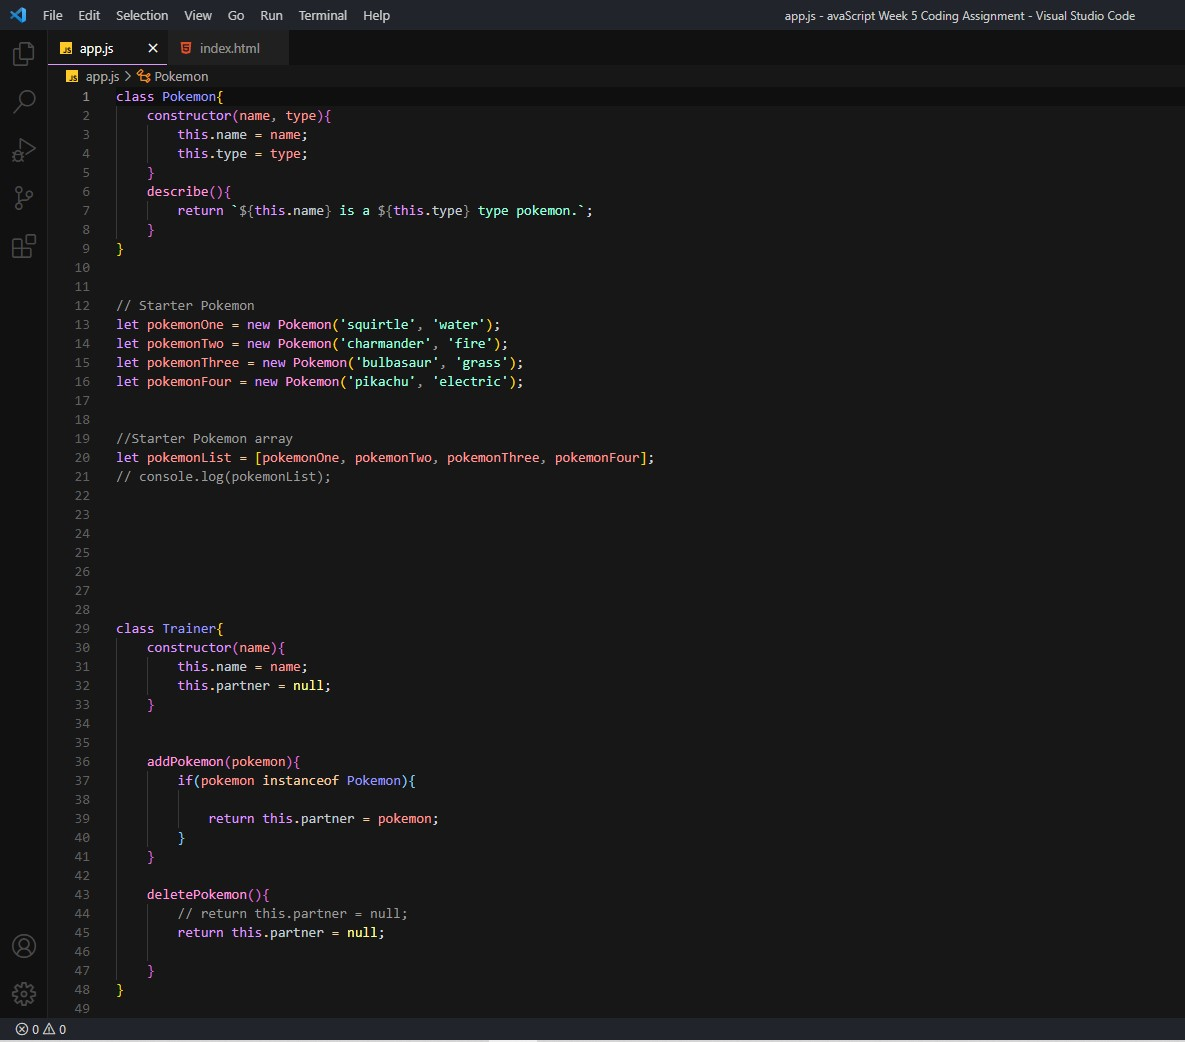 File Edit Selection View Go Run Terminal Help app.js - avaScript Week 5 Coding Assignment - Visual Studio Code
JS app.js × 5 index.html
JS app.js > Pokemon
1 class Pokemon{
2     constructor(name, type){
3         this.name = name;
4         this.type = type;
5     }
6     describe(){
7         return `${this.name} is a ${this.type} type pokemon.`;
8     }
9 }
10
11
12 // Starter Pokemon
13 let pokemonOne = new Pokemon('squirtle', 'water');
14 let pokemonTwo = new Pokemon('charmander', 'fire');
15 let pokemonThree = new Pokemon('bulbasaur', 'grass');
16 let pokemonFour = new Pokemon('pikachu', 'electric');
17
18
19 //Starter Pokemon array
20 let pokemonList = [pokemonOne, pokemonTwo, pokemonThree, pokemonFour];
21 // console.log(pokemonList);
22
23
24
25
26
27
28
29 class Trainer{
30     constructor(name){
31         this.name = name;
32         this.partner = null;
33     }
34
35
36     addPokemon(pokemon){
37         if(pokemon instanceof Pokemon){
38
39             return this.partner = pokemon;
40         }
41     }
42
43     deletePokemon(){
44         // return this.partner = null;
45         return this.partner = null;
46
47     }
48 }
49
0 0